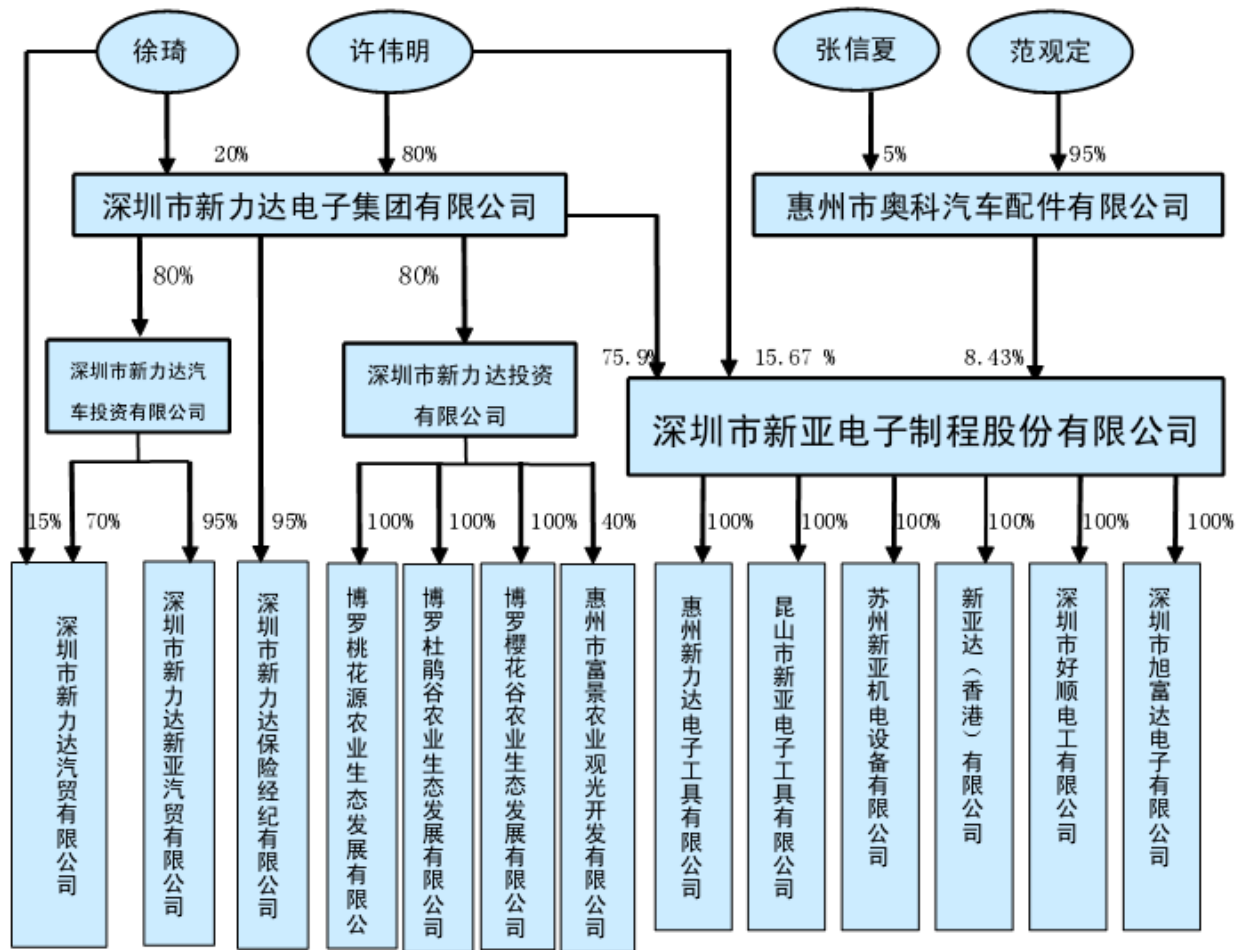 徐琦
许伟明
张信夏
范观定
20%
80%
5%
95%
深圳市新力达电子集团有限公司
惠州市奥科汽车配件有限公司
80%
80%
75.9%
15.67 %
8.43%
深圳市新力达汽
车投资有限公司
深圳市新力达投资
有限公司
深圳市新亚电子制程股份有限公司
15%
70%
95%
95%
100%
100%
100%
40%
100%
100%
100%
100%
100%
100%
深圳市新力达汽贸有限公司
深圳市新力达新亚汽贸有限公司
深圳市新力达保险经纪有限公司
博罗桃花源农业生态发展有限公
博罗杜鹃谷农业生态发展有限公司
博罗樱花谷农业生态发展有限公司
惠州市富景农业观光开发有限公司
惠州新力达电子工具有限公司
昆山市新亚电子工具有限公司
苏州新亚机电设备有限公司
新亚达（香港）有限公司
深圳市好顺电工有限公司
深圳市旭富达电子有限公司